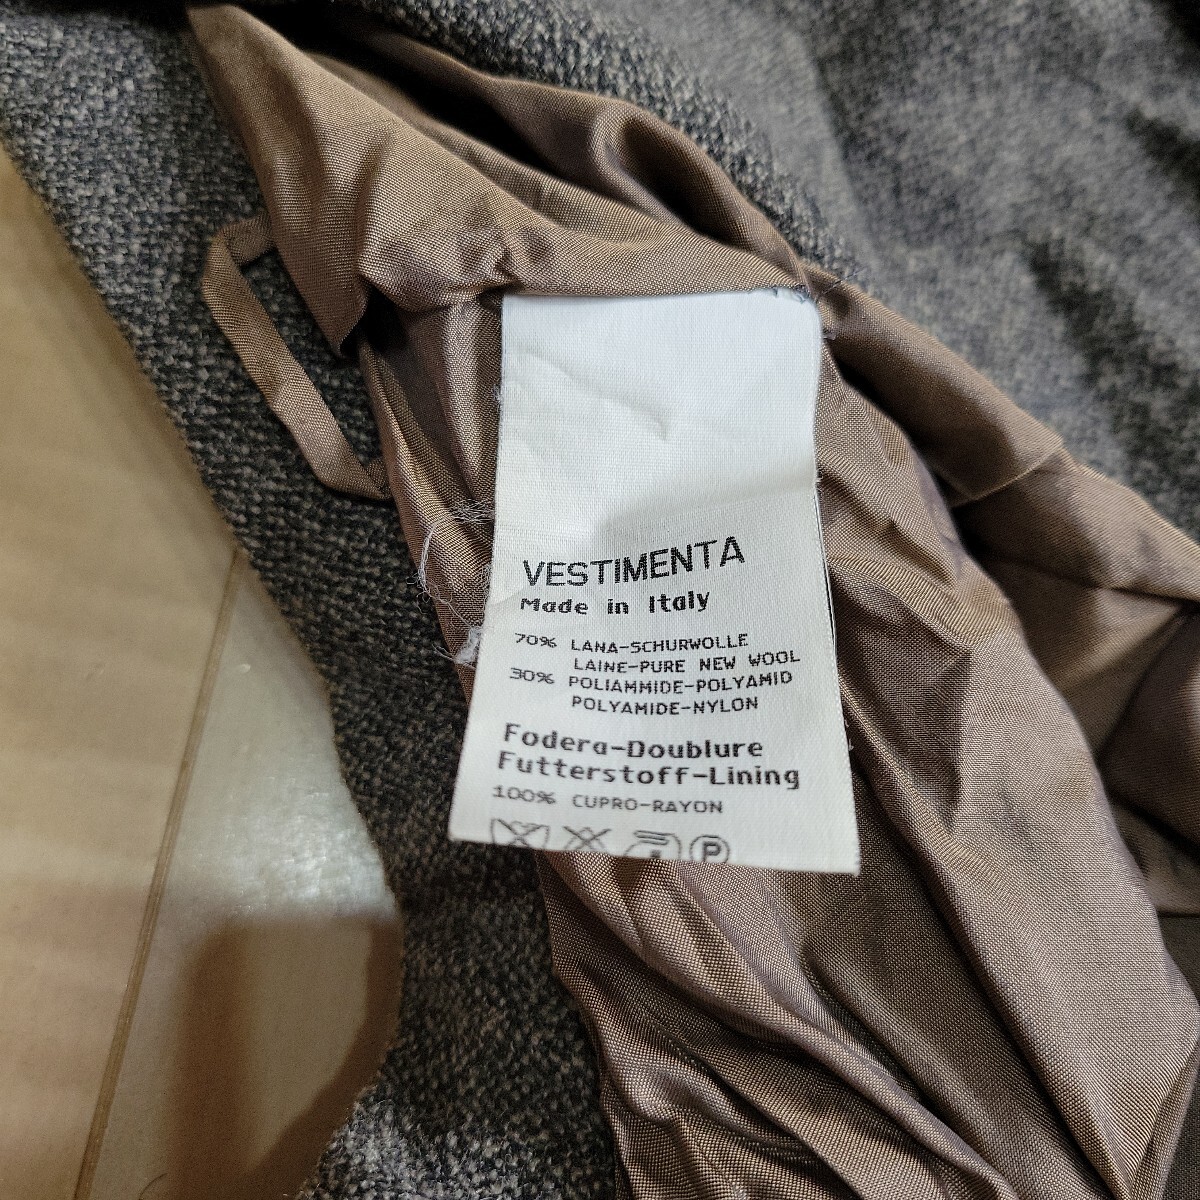 VESTIMENTA
Made in Italy
70% LANA-SCHURWOLLE
LAINE-PURE NEW WOOL
30% POLIAMMIDE-POLYAMID
POLYAMIDE-NYLON
Fodera-Doublure
Futterstoff-Lining
100% CUPRO-RAYON
P